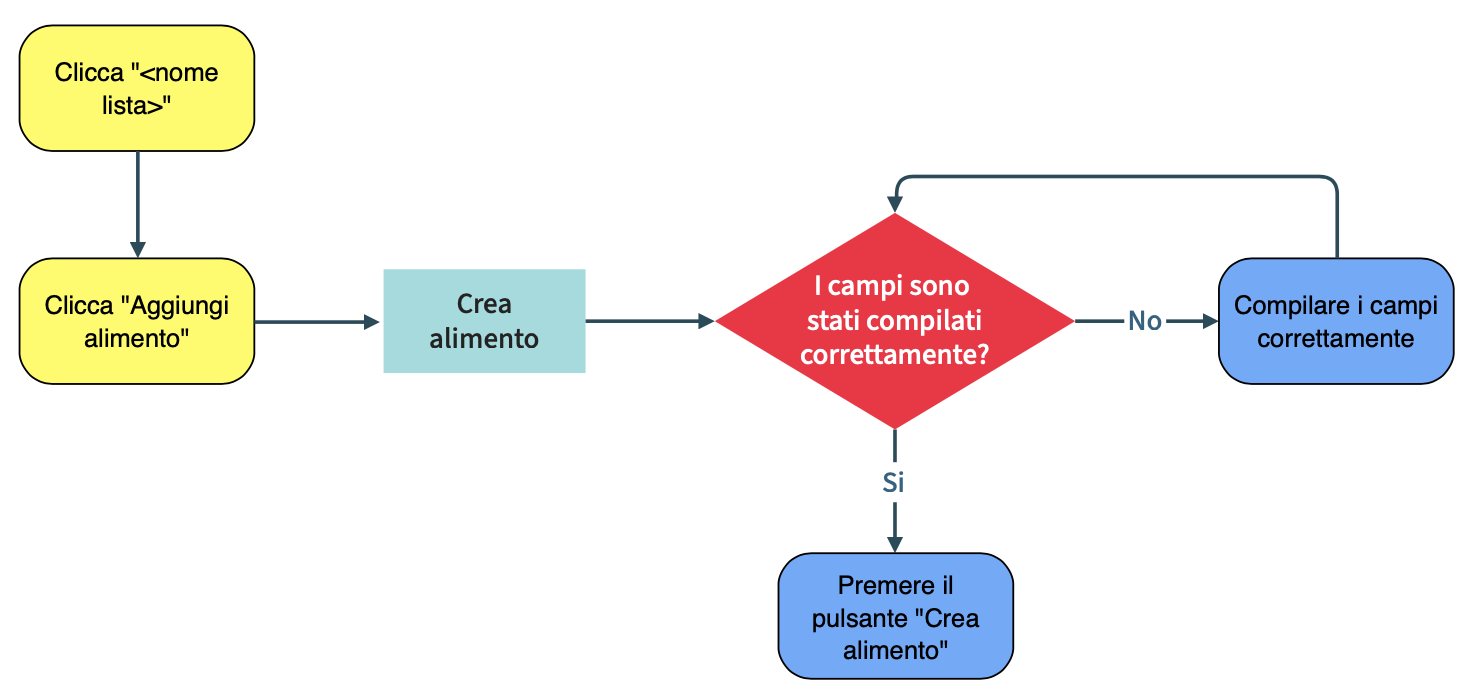 Clicca "<nome
lista>"
Clicca "Aggiungi
alimento"
Crea
alimento
I campi sono
stati compilati
correttamente?
No
Compilare i campi
correttamente
Si
Premere il
pulsante "Crea
alimento"